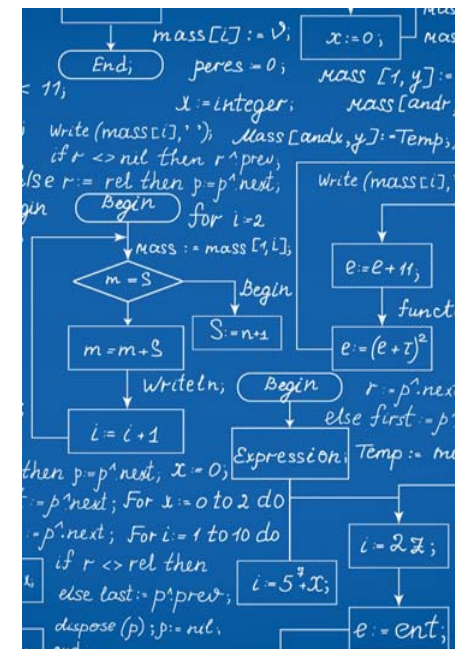 mass[i] := V;
x:=0;
End;
peres = 0;
Mass [1, y] :=
< 11;
x := integer;
Mass[andr,
Write (mass[i], ' ');
Mass[andx, y] :- Temp;
if r <> nil then r^prev;
else r := rel then p:=p^.next;
Write (mass[i],
Begin
for i=2
Mass := mass [1, i];
m = S
Begin
e:=e+11;
S:=n+1
m = m+S
e:=(e+τ)²
Writeln;
Begin
else first := p^
i := i+1
Expression;
Temp :=
then p=p^next, x = 0;
^next; For x := 0 to 2 do
:= p^.next; For i:= 1 to 10 do
if r <> rel then
i = 2Z;
else last := p^.prev;
i = 5⁷+X;
dispose (p); p:= nil;
e := ent;